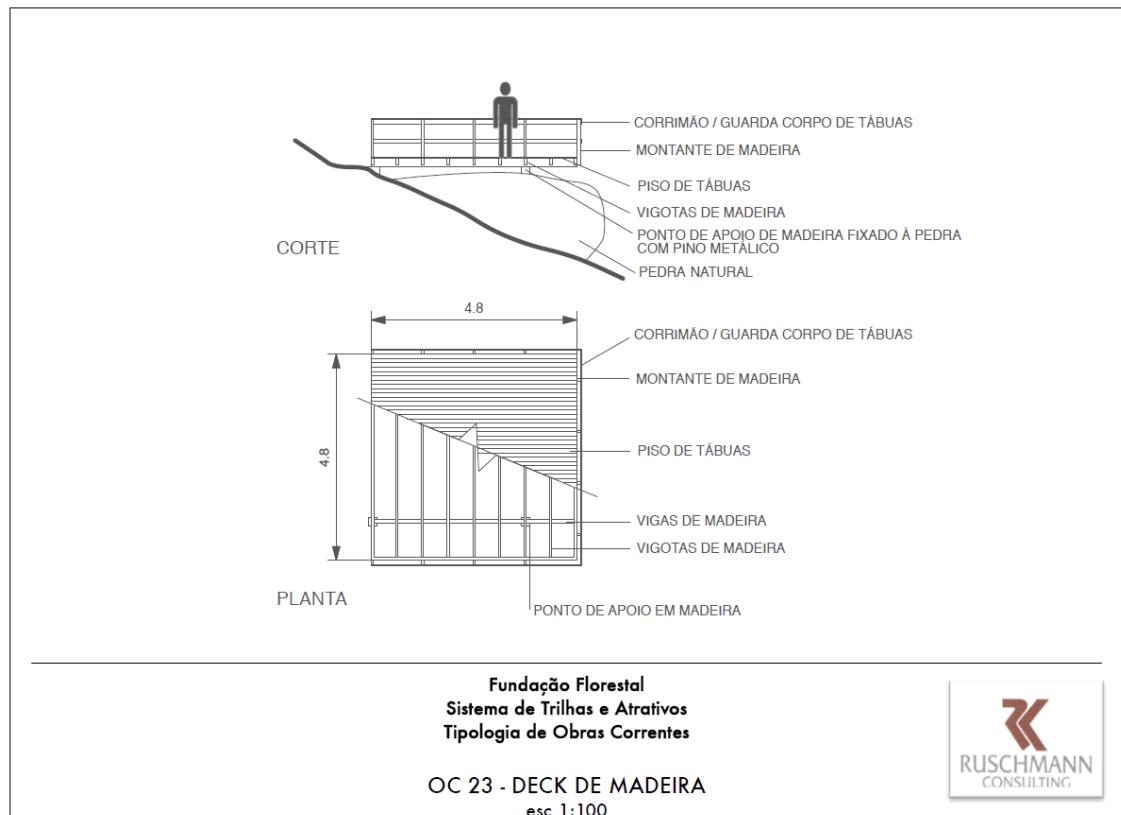 CORRIMÃO / GUARDA CORPO DE TÁBUAS
MONTANTE DE MADEIRA
PISO DE TÁBUAS
VIGOTAS DE MADEIRA
PONTO DE APOIO DE MADEIRA FIXADO À PEDRA
COM PINO METÁLICO
PEDRA NATURAL
CORTE
4.8
CORRIMÃO / GUARDA CORPO DE TÁBUAS
MONTANTE DE MADEIRA
4.8
PISO DE TÁBUAS
VIGAS DE MADEIRA
VIGOTAS DE MADEIRA
PLANTA
PONTO DE APOIO EM MADEIRA
Fundação Florestal
Sistema de Trilhas e Atrativos
Tipologia de Obras Correntes
OC 23 - DECK DE MADEIRA
esc 1:100
RUSCHMANN
CONSULTING